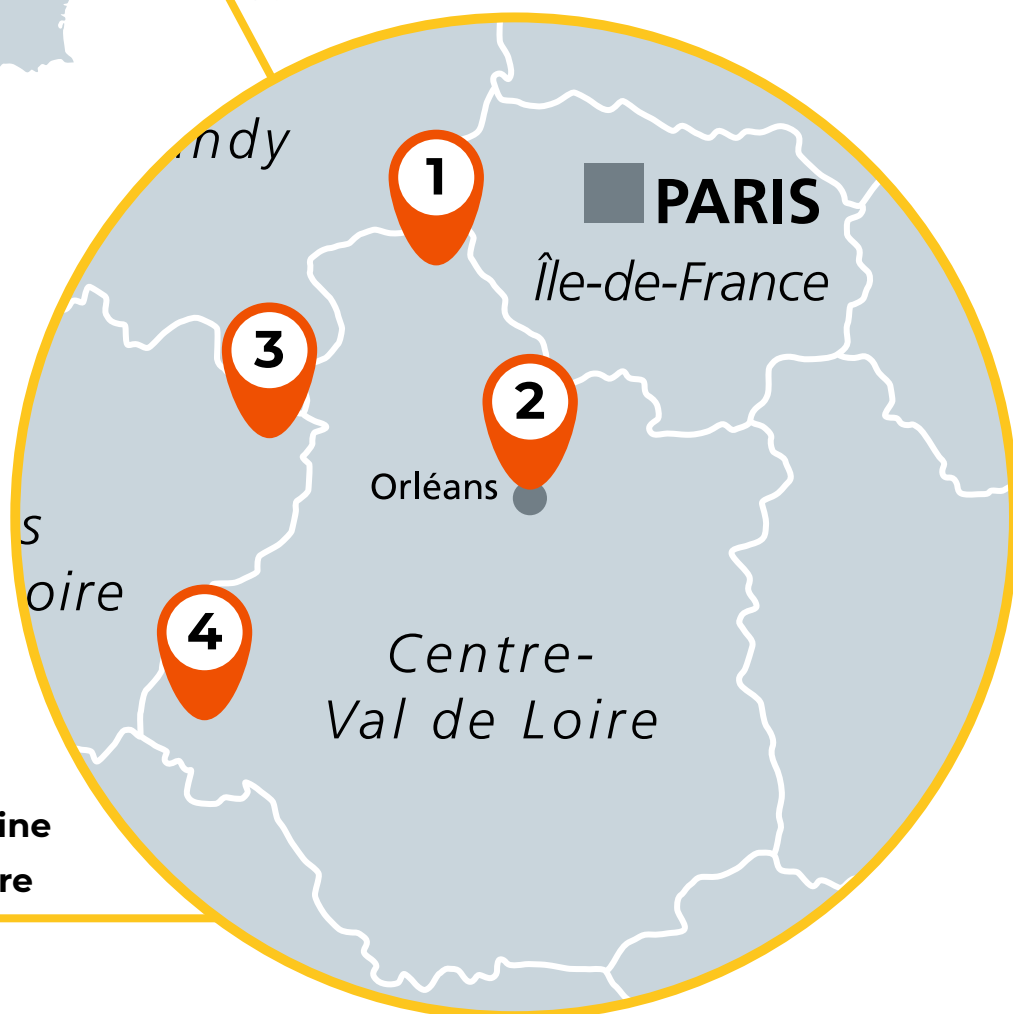 ndy
1
PARIS
Île-de-France
3
2
Orléans
s
oire
4
Centre-
Val de Loire
ine
re